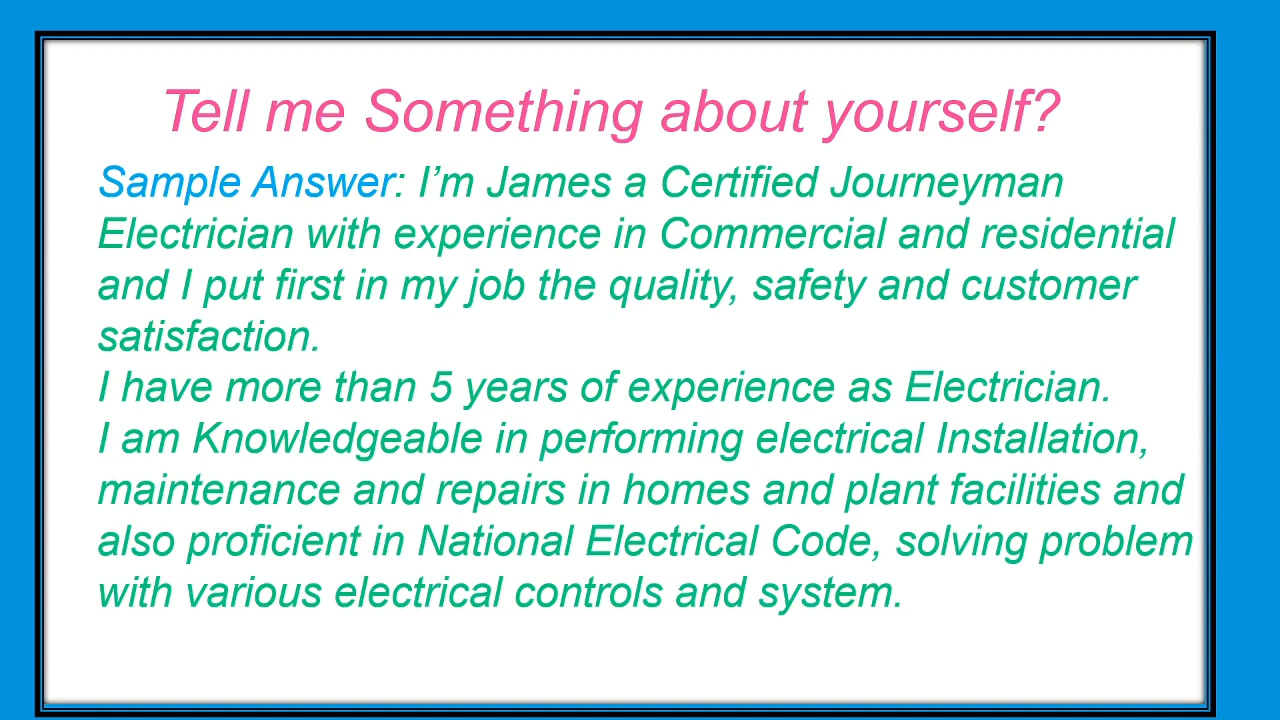 Tell me Something about yourself?
Sample Answer: I’m James a Certified Journeyman
Electrician with experience in Commercial and residential
and I put first in my job the quality, safety and customer
satisfaction.
I have more than 5 years of experience as Electrician.
I am Knowledgeable in performing electrical Installation,
maintenance and repairs in homes and plant facilities and
also proficient in National Electrical Code, solving problem
with various electrical controls and system.